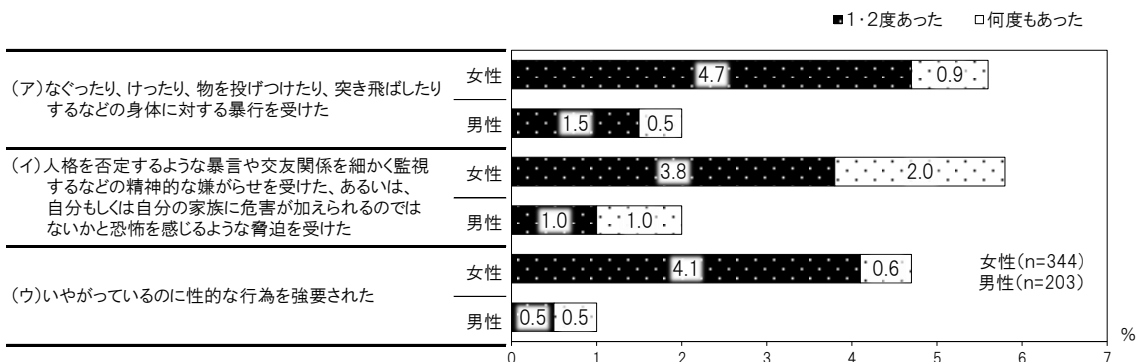 ■1・2度あった □何度もあった
(ア)なぐったり、けったり、物を投げつけたり、突き飛ばしたり
するなどの身体に対する暴行を受けた
女性 4.7 0.9
男性 1.5 0.5
(イ)人格を否定するような暴言や交友関係を細かく監視
するなどの精神的な嫌がらせを受けた、あるいは、
自分もしくは自分の家族に危害が加えられるのでは
ないかと恐怖を感じるような脅迫を受けた
女性 3.8 2.0
男性 1.0 1.0
(ウ)いやがっているのに性的な行為を強要された
女性 4.1 0.6
男性 0.5 0.5
女性(n=344)
男性(n=203)
0 1 2 3 4 5 6 7 %